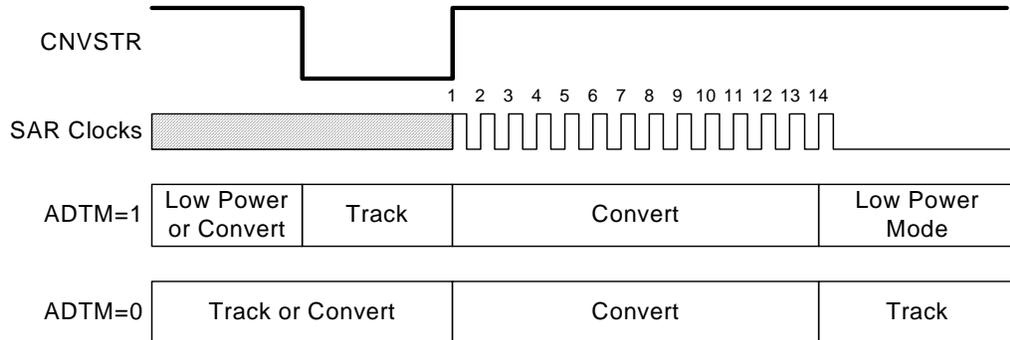 CNVSTR
1 2 3 4 5 6 7 8 9 10 11 12 13 14
SAR Clocks
ADTM=1
Low Power
or Convert
Track
Convert
Low Power
Mode
ADTM=0
Track or Convert
Convert
Track